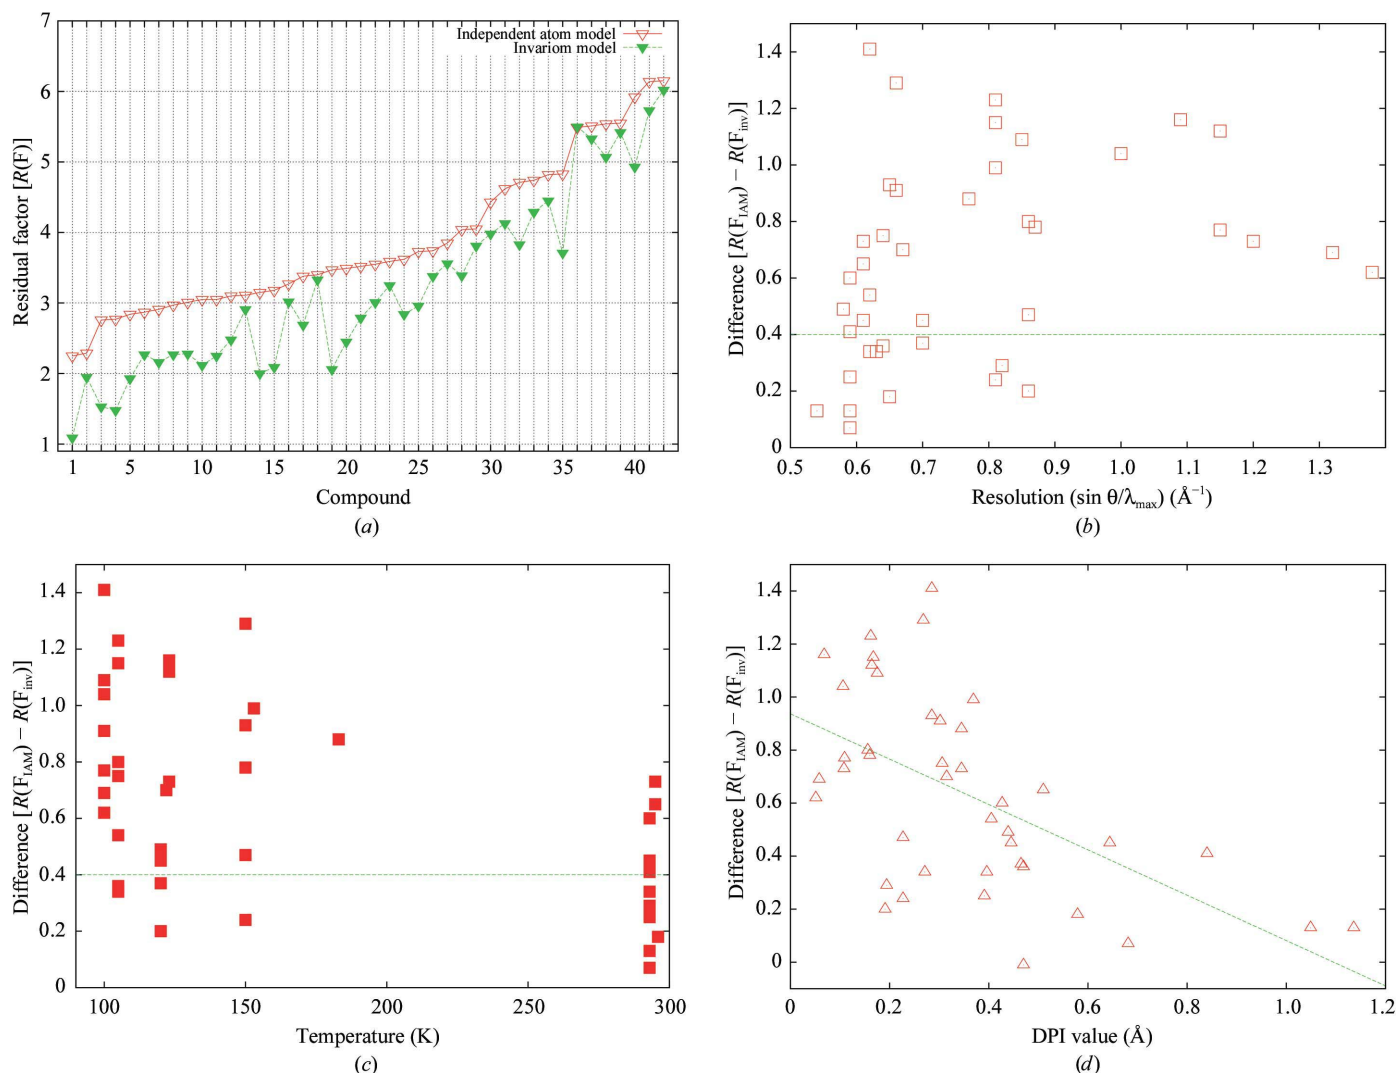 7
6
5
4
3
2
1
Residual factor [R(F)]
Independent atom model
Invariom model
1 5 10 15 20 25 30 35 40
Compound
(a)
1.4
1.2
1.0
0.8
0.6
0.4
0.2
0
Difference [R(F_IAM) − R(F_inv)]
0.5 0.6 0.7 0.8 0.9 1.0 1.1 1.2 1.3
Resolution (sin θ/λ_max) (Å⁻¹)
(b)
1.4
1.2
1.0
0.8
0.6
0.4
0.2
0
Difference [R(F_IAM) − R(F_inv)]
100 150 200 250 300
Temperature (K)
(c)
1.4
1.2
1.0
0.8
0.6
0.4
0.2
0
Difference [R(F_IAM) − R(F_inv)]
0 0.2 0.4 0.6 0.8 1.0 1.2
DPI value (Å)
(d)